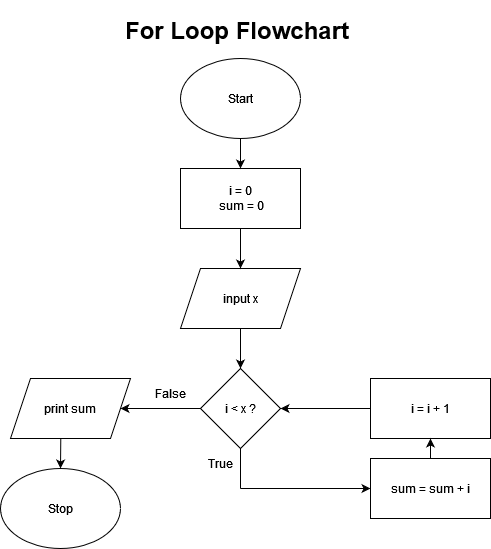 For Loop Flowchart
Start
i = 0
sum = 0
input x
i < x ?
False
print sum
Stop
True
sum = sum + i
i = i + 1